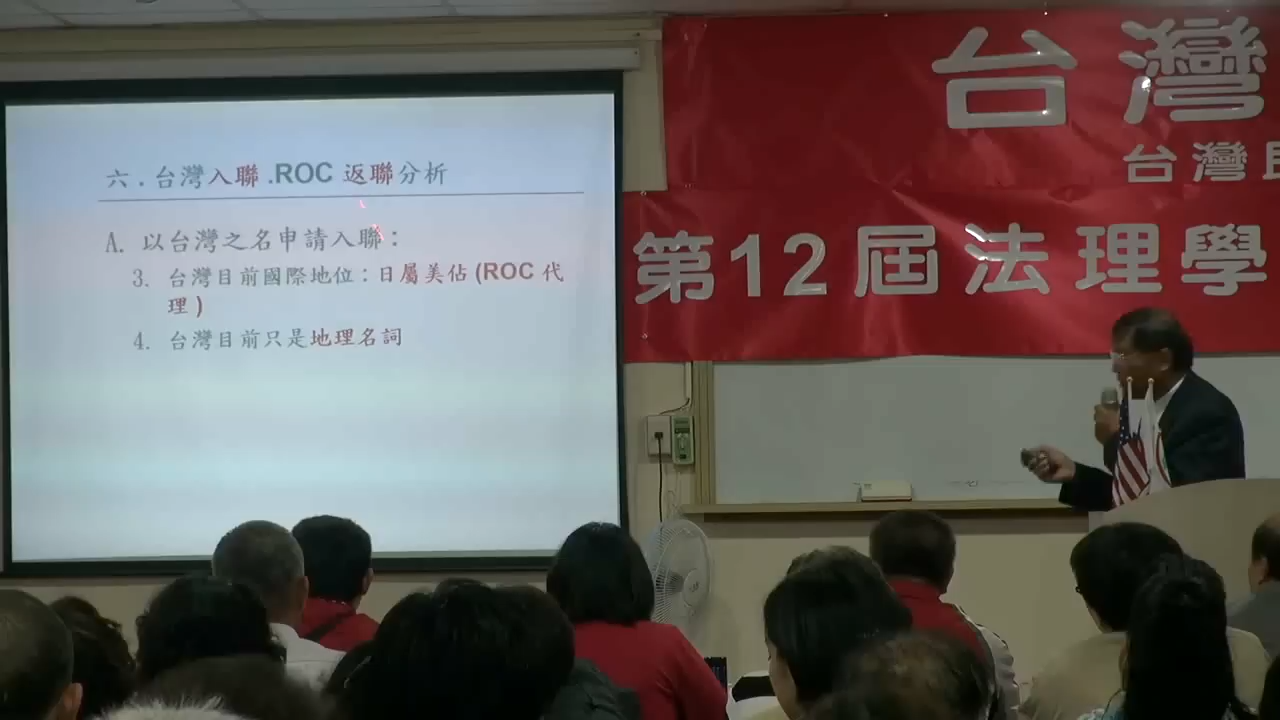 六 . 台灣入聯 .ROC 返聯分析
A. 以台灣之名申請入聯：
3. 台灣目前國際地位：日屬美佔 (ROC 代
理 )
4. 台灣目前只是地理名詞
台灣
台灣
第12屆法理學